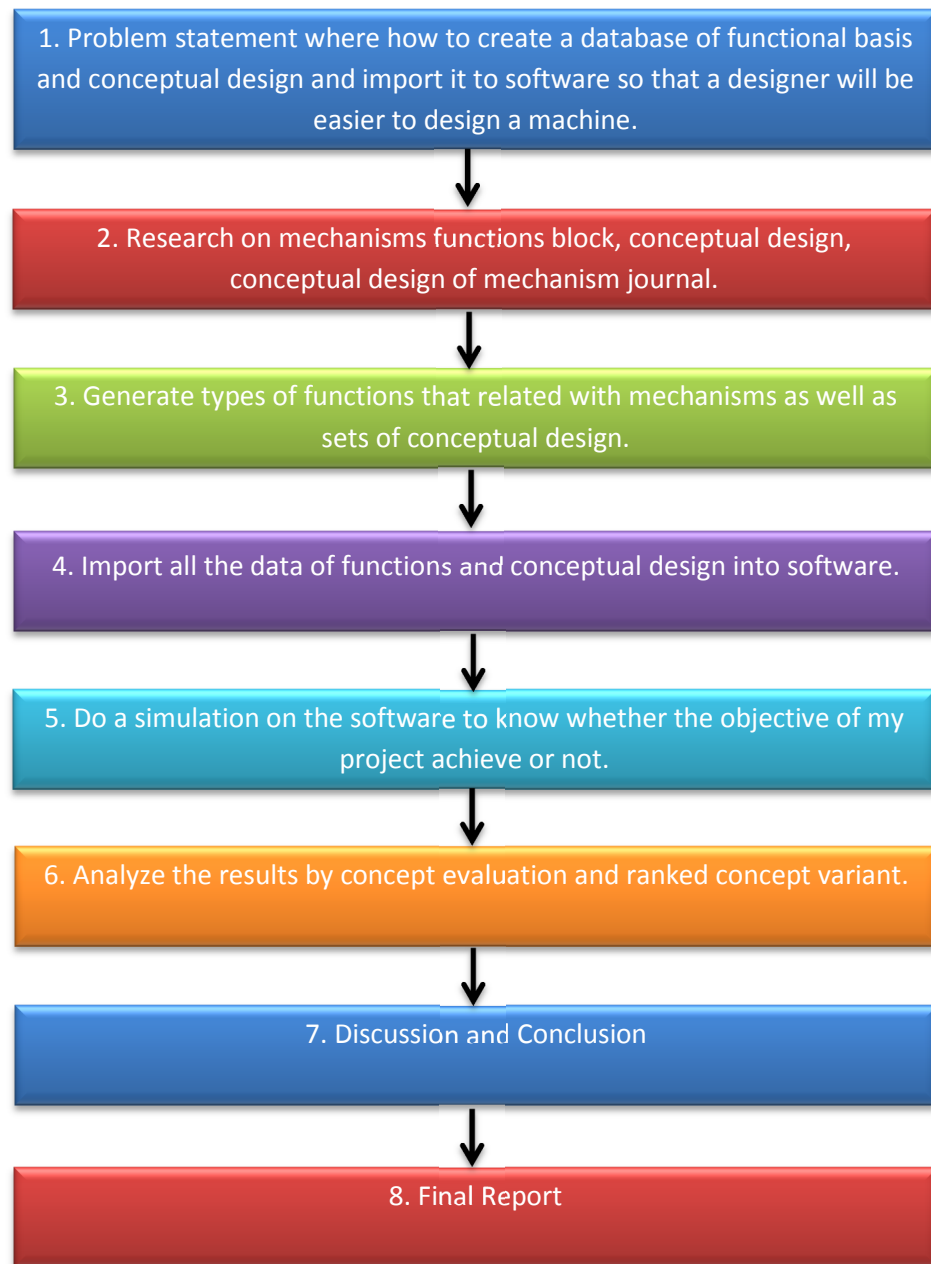 1. Problem statement where how to create a database of functional basis
and conceptual design and import it to software so that a designer will be
easier to design a machine.
2. Research on mechanisms functions block, conceptual design,
conceptual design of mechanism journal.
3. Generate types of functions that related with mechanisms as well as
sets of conceptual design.
4. Import all the data of functions and conceptual design into software.
5. Do a simulation on the software to know whether the objective of my
project achieve or not.
6. Analyze the results by concept evaluation and ranked concept variant.
7. Discussion and Conclusion
8. Final Report